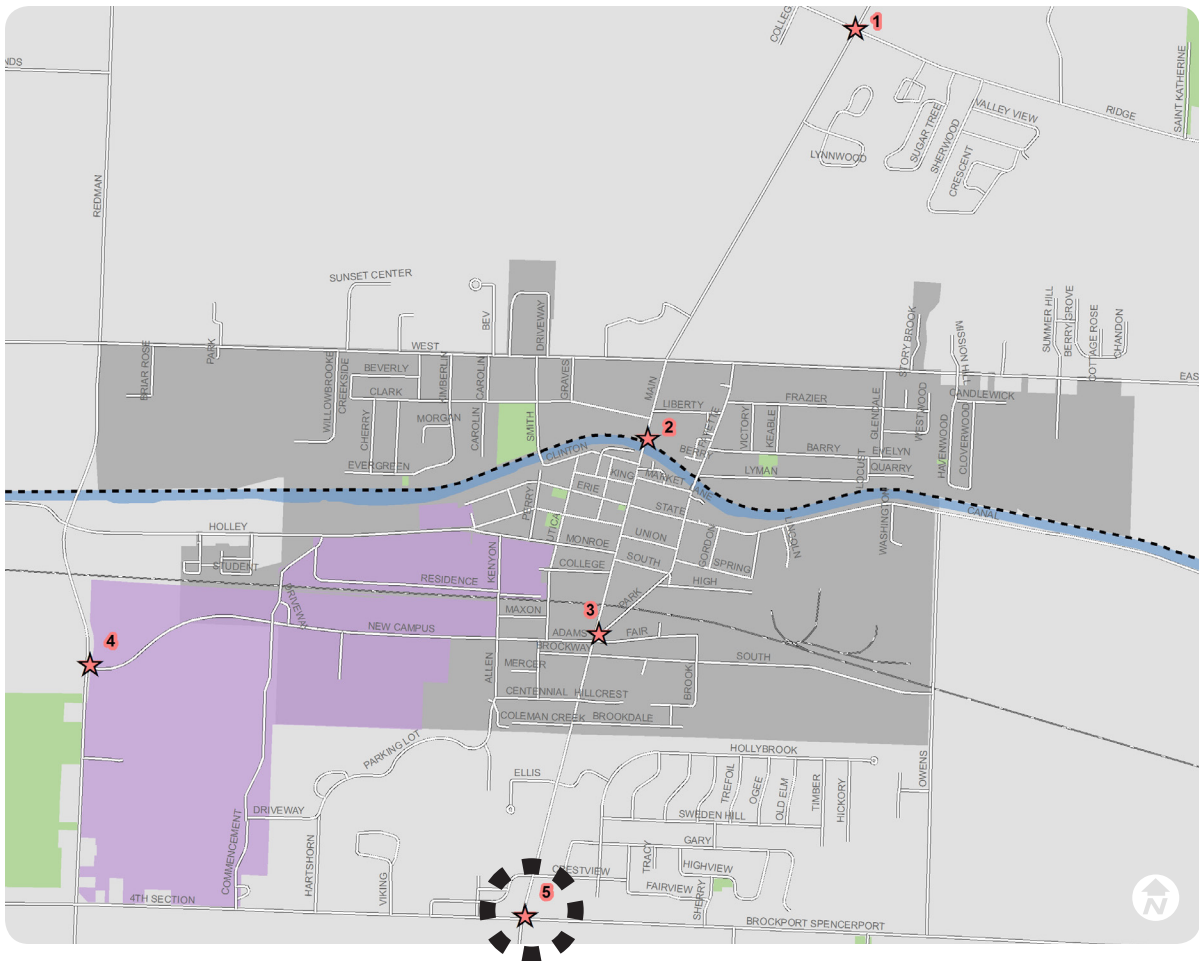 COLLEG
1
NDS
SAINT KATHERINE
RIDGE
VALLEY VIEW
SUGAR TREE
SHERWOOD
LYNNWOOD
CRESCENT
REDMAN
SUNSET CENTER
BEV
DRIVEWAY
STORY BROOK
MISSION HILL
SUMMER HILL
BERRY GROVE
COTTAGE ROSE
CHANDON
BRIAR ROSE
PARK
WEST
EAS
WILLOWBROOKE
CREEKSIDE
BEVERLY
KIMBERLIN
CAROLIN
GRAVES
MAIN
CLARK
LIBERTY
FRAZIER
CANDLEWICK
CHERRY
MORGAN
CAROLIN
SMITH
2
FAYETTE
VICTORY
KEABLE
GLENDALE
WESTWOOD
HAVENWOOD
CLOVERWOOD
CLINTON
BERRY
BARRY
EVELYN
EVERGREEN
KING
MARKET
LANE
LYMAN
LOCUST
QUARRY
ERIE
PERRY
STATE
WASHINGTON
CANAL
HOLLEY
UTICA
MONROE
UNION
GORDON
LINCOLN
STUDENT
KENYON
COLLEGE
SOUTH
SPRING
RESIDENCE
HIGH
DRIVEWAY
MAXON
PARK
3
NEW CAMPUS
ADAMS
FAIR
4
BROCKWAY
SOUTH
ALLEN
MERCER
BROOK
CENTENNIAL
HILLCREST
COLEMAN CREEK
BROOKDALE
PARKING LOT
HOLLYBROOK
OWENS
ELLIS
TREFOIL
OGEE
OLD ELM
TIMBER
HICKORY
DRIVEWAY
SWEDEN HILL
COMMENCEMENT
HARTSHORN
GARY
TRACY
HIGHVIEW
VIKING
CRESTVIEW
FAIRVIEW
SHERRY
5
4TH SECTION
BROCKPORT SPENCERPORT
N